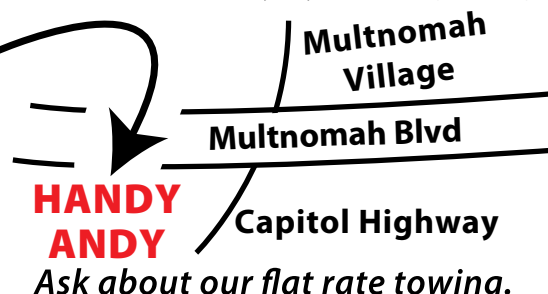 Multnomah
Village
Multnomah Blvd
HANDY
ANDY
Capitol Highway
Ask about our flat rate towing.